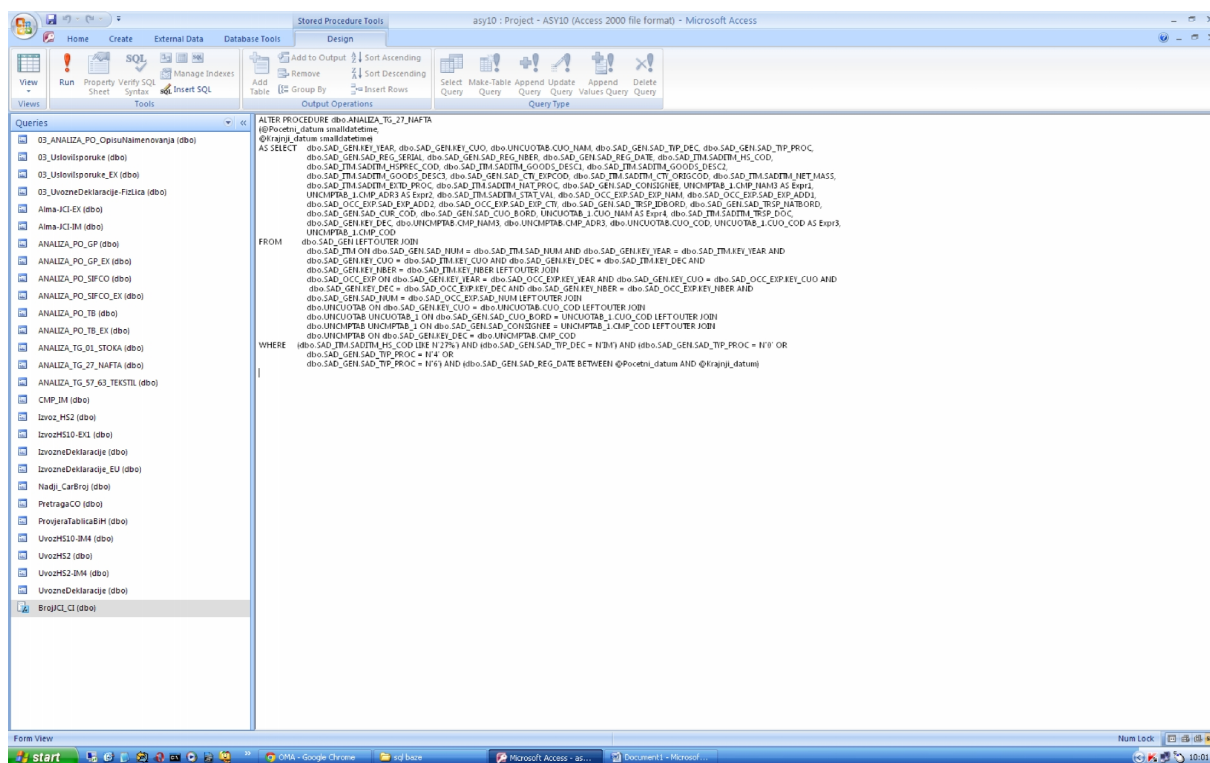 Stored Procedure Tools
asy10 : Project - ASY10 (Access 2000 file format) - Microsoft Access
Home Create External Data Database Tools Design
View
Run
Property Sheet
Verify SQL Syntax
SQL
Manage Indexes
Insert SQL
Add Table
Add to Output
Remove
Group By
Sort Ascending
Sort Descending
Insert Rows
Select Query
Make-Table Query
Append Query
Update Query
Append Values Query
Delete Query
Views Tools Output Operations Query Type
Queries
03_ANALIZA_PO_OpisuNaimenovanja (dbo)
03_UsloviIsporuke (dbo)
03_UsloviIsporuke_EX (dbo)
03_UvozneDeklaracije-FizLica (dbo)
Alma-JCI-EX (dbo)
Alma-JCI-IM (dbo)
ANALIZA_PO_GP (dbo)
ANALIZA_PO_GP_EX (dbo)
ANALIZA_PO_SIFCO (dbo)
ANALIZA_PO_SIFCO_EX (dbo)
ANALIZA_PO_TB (dbo)
ANALIZA_PO_TB_EX (dbo)
ANALIZA_TG_01_STOKA (dbo)
ANALIZA_TG_27_NAFTA (dbo)
ANALIZA_TG_57_63_TEKSTIL (dbo)
CMP_IM (dbo)
Izvoz_HS2 (dbo)
IzvozHS10-EX1 (dbo)
IzvozneDeklaracije (dbo)
IzvozneDeklaracije_EU (dbo)
Nadji_CarBroj (dbo)
PretragaCO (dbo)
ProvjeraTablicaBiH (dbo)
UvozHS10-IM4 (dbo)
UvozHS2 (dbo)
UvozHS2-IM4 (dbo)
UvozneDeklaracije (dbo)
BrojJCI_CI (dbo)
ALTER PROCEDURE dbo.ANALIZA_TG_27_NAFTA
(@Pocetni_datum smalldatetime,
@Krajnji_datum smalldatetime)
AS SELECT dbo.SAD_GEN.KEY_YEAR, dbo.SAD_GEN.KEY_CUO, dbo.UNCUOTAB.CUO_NAM, dbo.SAD_GEN.SAD_TYP_DEC, dbo.SAD_GEN.SAD_TYP_PROC,
dbo.SAD_GEN.SAD_REG_SERIAL, dbo.SAD_GEN.SAD_REG_NBER, dbo.SAD_GEN.SAD_REG_DATE, dbo.SAD_ITM.SADITM_HS_COD,
dbo.SAD_ITM.SADITM_HSPREC_COD, dbo.SAD_ITM.SADITM_GOODS_DESC1, dbo.SAD_ITM.SADITM_GOODS_DESC2,
dbo.SAD_ITM.SADITM_GOODS_DESC3, dbo.SAD_GEN.SAD_CTY_EXPCOD, dbo.SAD_ITM.SADITM_CTY_ORIGCOD, dbo.SAD_ITM.SADITM_NET_MASS,
dbo.SAD_ITM.SADITM_EXTD_PROC, dbo.SAD_ITM.SADITM_NAT_PROC, dbo.SAD_GEN.SAD_CONSIGNEE, UNCMPTAB_1.CMP_NAM3 AS Expr1,
UNCMPTAB_1.CMP_ADR3 AS Expr2, dbo.SAD_ITM.SADITM_STAT_VAL, dbo.SAD_OCC_EXP.SAD_EXP_NAM, dbo.SAD_OCC_EXP.SAD_EXP_ADD1,
dbo.SAD_OCC_EXP.SAD_EXP_ADD2, dbo.SAD_OCC_EXP.SAD_EXP_CTY, dbo.SAD_GEN.SAD_TRSP_IDBORD, dbo.SAD_GEN.SAD_TRSP_NATBORD,
dbo.SAD_GEN.SAD_CUR_COD, dbo.SAD_GEN.SAD_CUO_BORD, UNCUOTAB_1.CUO_NAM AS Expr4, dbo.SAD_ITM.SADITM_TRSP_DOC,
dbo.SAD_GEN.KEY_DEC, dbo.UNCMPTAB.CMP_NAM3, dbo.UNCMPTAB.CMP_ADR3, dbo.UNCUOTAB.CUO_COD, UNCUOTAB_1.CUO_COD AS Expr3,
UNCMPTAB_1.CMP_COD
FROM dbo.SAD_GEN LEFT OUTER JOIN
dbo.SAD_ITM ON dbo.SAD_GEN.SAD_NUM = dbo.SAD_ITM.SAD_NUM AND dbo.SAD_GEN.KEY_YEAR = dbo.SAD_ITM.KEY_YEAR AND
dbo.SAD_GEN.KEY_CUO = dbo.SAD_ITM.KEY_CUO AND dbo.SAD_GEN.KEY_DEC = dbo.SAD_ITM.KEY_DEC AND
dbo.SAD_GEN.KEY_NBER = dbo.SAD_ITM.KEY_NBER LEFT OUTER JOIN
dbo.SAD_OCC_EXP ON dbo.SAD_GEN.KEY_YEAR = dbo.SAD_OCC_EXP.KEY_YEAR AND dbo.SAD_GEN.KEY_CUO = dbo.SAD_OCC_EXP.KEY_CUO AND
dbo.SAD_GEN.KEY_DEC = dbo.SAD_OCC_EXP.KEY_DEC AND dbo.SAD_GEN.KEY_NBER = dbo.SAD_OCC_EXP.KEY_NBER AND
dbo.SAD_GEN.SAD_NUM = dbo.SAD_OCC_EXP.SAD_NUM LEFT OUTER JOIN
dbo.UNCUOTAB ON dbo.SAD_GEN.KEY_CUO = dbo.UNCUOTAB.CUO_COD LEFT OUTER JOIN
dbo.UNCUOTAB UNCUOTAB_1 ON dbo.SAD_GEN.SAD_CUO_BORD = UNCUOTAB_1.CUO_COD LEFT OUTER JOIN
dbo.UNCMPTAB UNCMPTAB_1 ON dbo.SAD_GEN.SAD_CONSIGNEE = UNCMPTAB_1.CMP_COD LEFT OUTER JOIN
dbo.UNCMPTAB ON dbo.SAD_GEN.KEY_DEC = dbo.UNCMPTAB.CMP_COD
WHERE (dbo.SAD_ITM.SADITM_HS_COD LIKE N'27%') AND (dbo.SAD_GEN.SAD_TYP_DEC = N'IM') AND (dbo.SAD_GEN.SAD_TYP_PROC = N'0' OR
dbo.SAD_GEN.SAD_TYP_PROC = N'4' OR
dbo.SAD_GEN.SAD_TYP_PROC = N'6') AND (dbo.SAD_GEN.SAD_REG_DATE BETWEEN @Pocetni_datum AND @Krajnji_datum)
Form View
Num Lock
start
OMA - Google Chrome
sql baze
Microsoft Access - as...
Document1 - Microsof...
10:01